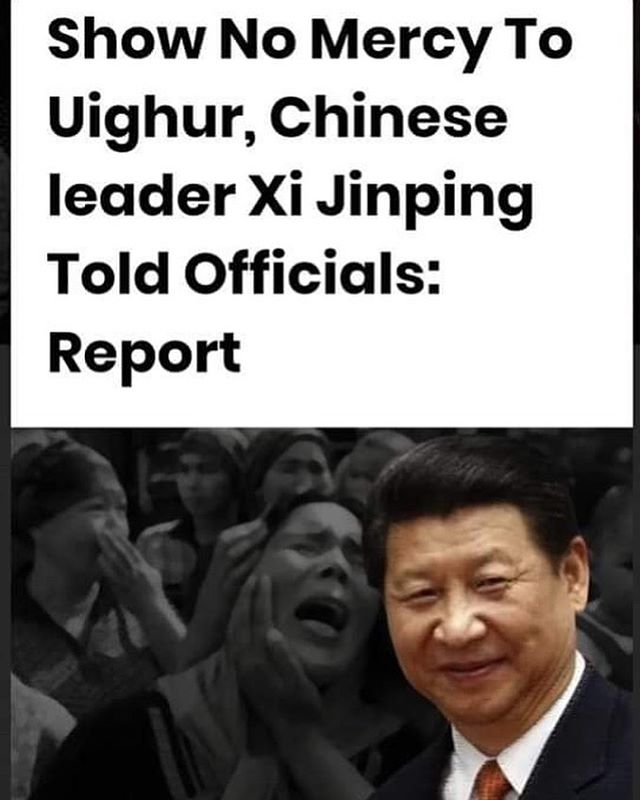 Show No Mercy To
Uighur, Chinese
leader Xi Jinping
Told Officials:
Report